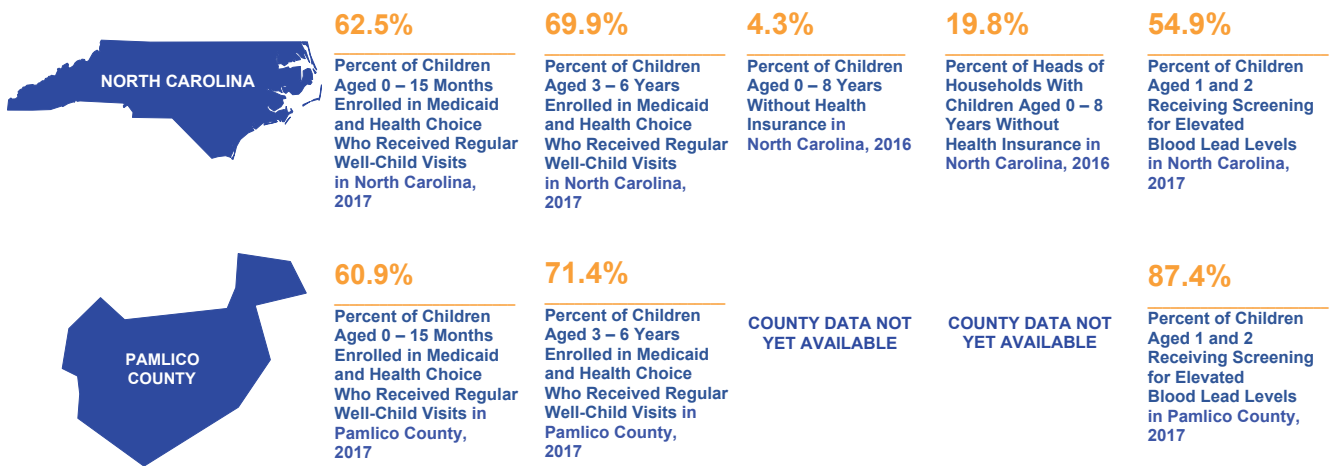 NORTH CAROLINA
62.5%
Percent of Children
Aged 0 – 15 Months
Enrolled in Medicaid
and Health Choice
Who Received Regular
Well-Child Visits
in North Carolina,
2017
69.9%
Percent of Children
Aged 3 – 6 Years
Enrolled in Medicaid
and Health Choice
Who Received Regular
Well-Child Visits
in North Carolina,
2017
4.3%
Percent of Children
Aged 0 – 8 Years
Without Health
Insurance in
North Carolina, 2016
19.8%
Percent of Heads of
Households With
Children Aged 0 – 8
Years Without
Health Insurance in
North Carolina, 2016
54.9%
Percent of Children
Aged 1 and 2
Receiving Screening
for Elevated
Blood Lead Levels
in North Carolina,
2017
PAMLICO
COUNTY
60.9%
Percent of Children
Aged 0 – 15 Months
Enrolled in Medicaid
and Health Choice
Who Received Regular
Well-Child Visits in
Pamlico County,
2017
71.4%
Percent of Children
Aged 3 – 6 Years
Enrolled in Medicaid
and Health Choice
Who Received Regular
Well-Child Visits in
Pamlico County,
2017
COUNTY DATA NOT
YET AVAILABLE
COUNTY DATA NOT
YET AVAILABLE
87.4%
Percent of Children
Aged 1 and 2
Receiving Screening
for Elevated
Blood Lead Levels
in Pamlico County,
2017